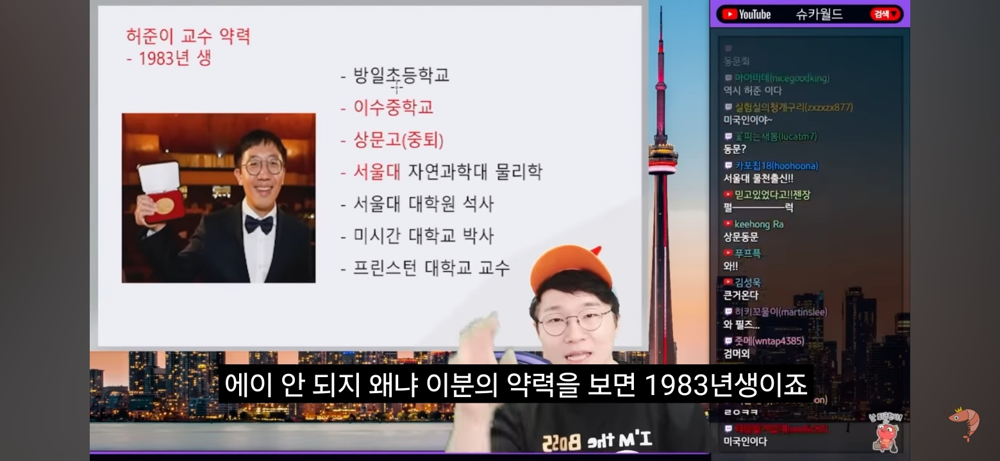 허준이 교수 약력
- 1983년 생
- 방일초등학교
- 이수중학교
- 상문고(중퇴)
- 서울대 자연과학대 물리학
- 서울대 대학원 석사
- 미시간 대학교 박사
- 프린스턴 대학교 교수
YouTube 슈카월드 검색
동문회
마이바데(nicegoodking)
역시 허준 이다
실험실의청개구리(zxzxzx877)
미국인이야~
꽃피는새봄(lucatm7)
동문?
카포칩18(hoohoona)
서울대 물천출신!!
믿고있었다고!!젠장
펄—————럭
keehong Ra
상문동문
푸프픅
와!!
김성욱
큰거온다
히키꼬물이(martinslee)
와 필즈...
줏메(wntap4385)
검머외
ㄹㅇㅋㅋ
미국인이다
에이 안 되지 왜냐 이분의 약력을 보면 1983년생이죠
I'M the BOSS